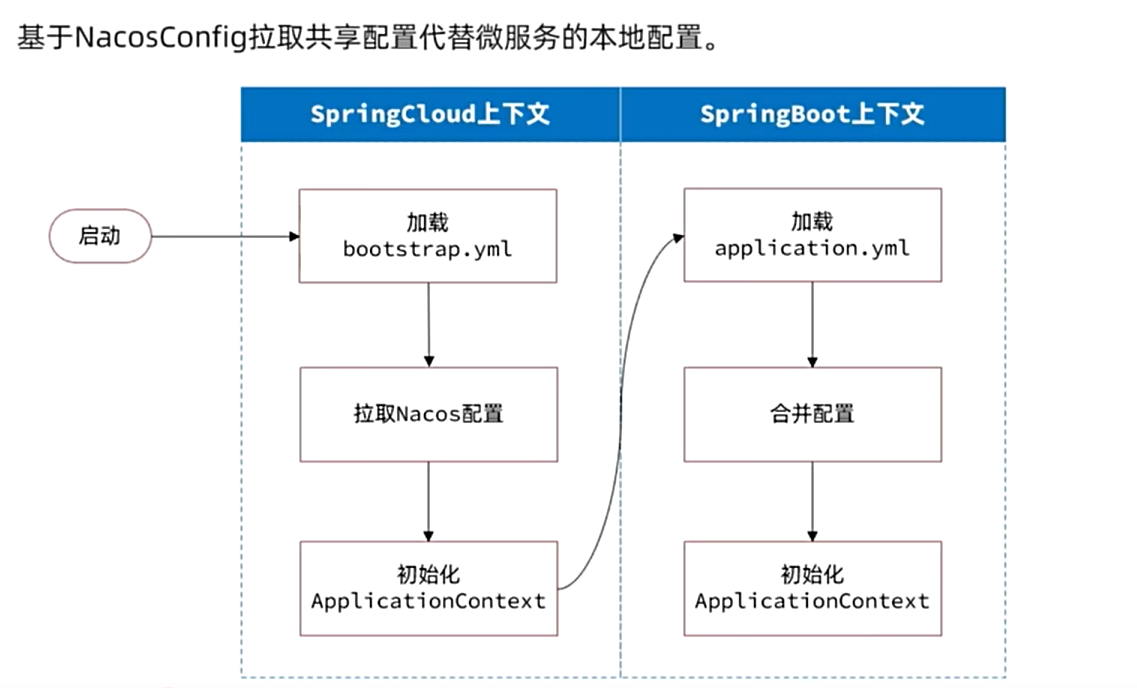 基于NacosConfig拉取共享配置代替微服务的本地配置。
SpringCloud上下文
SpringBoot上下文
启动
加载
bootstrap.yml
拉取Nacos配置
初始化
ApplicationContext
加载
application.yml
合并配置
初始化
ApplicationContext